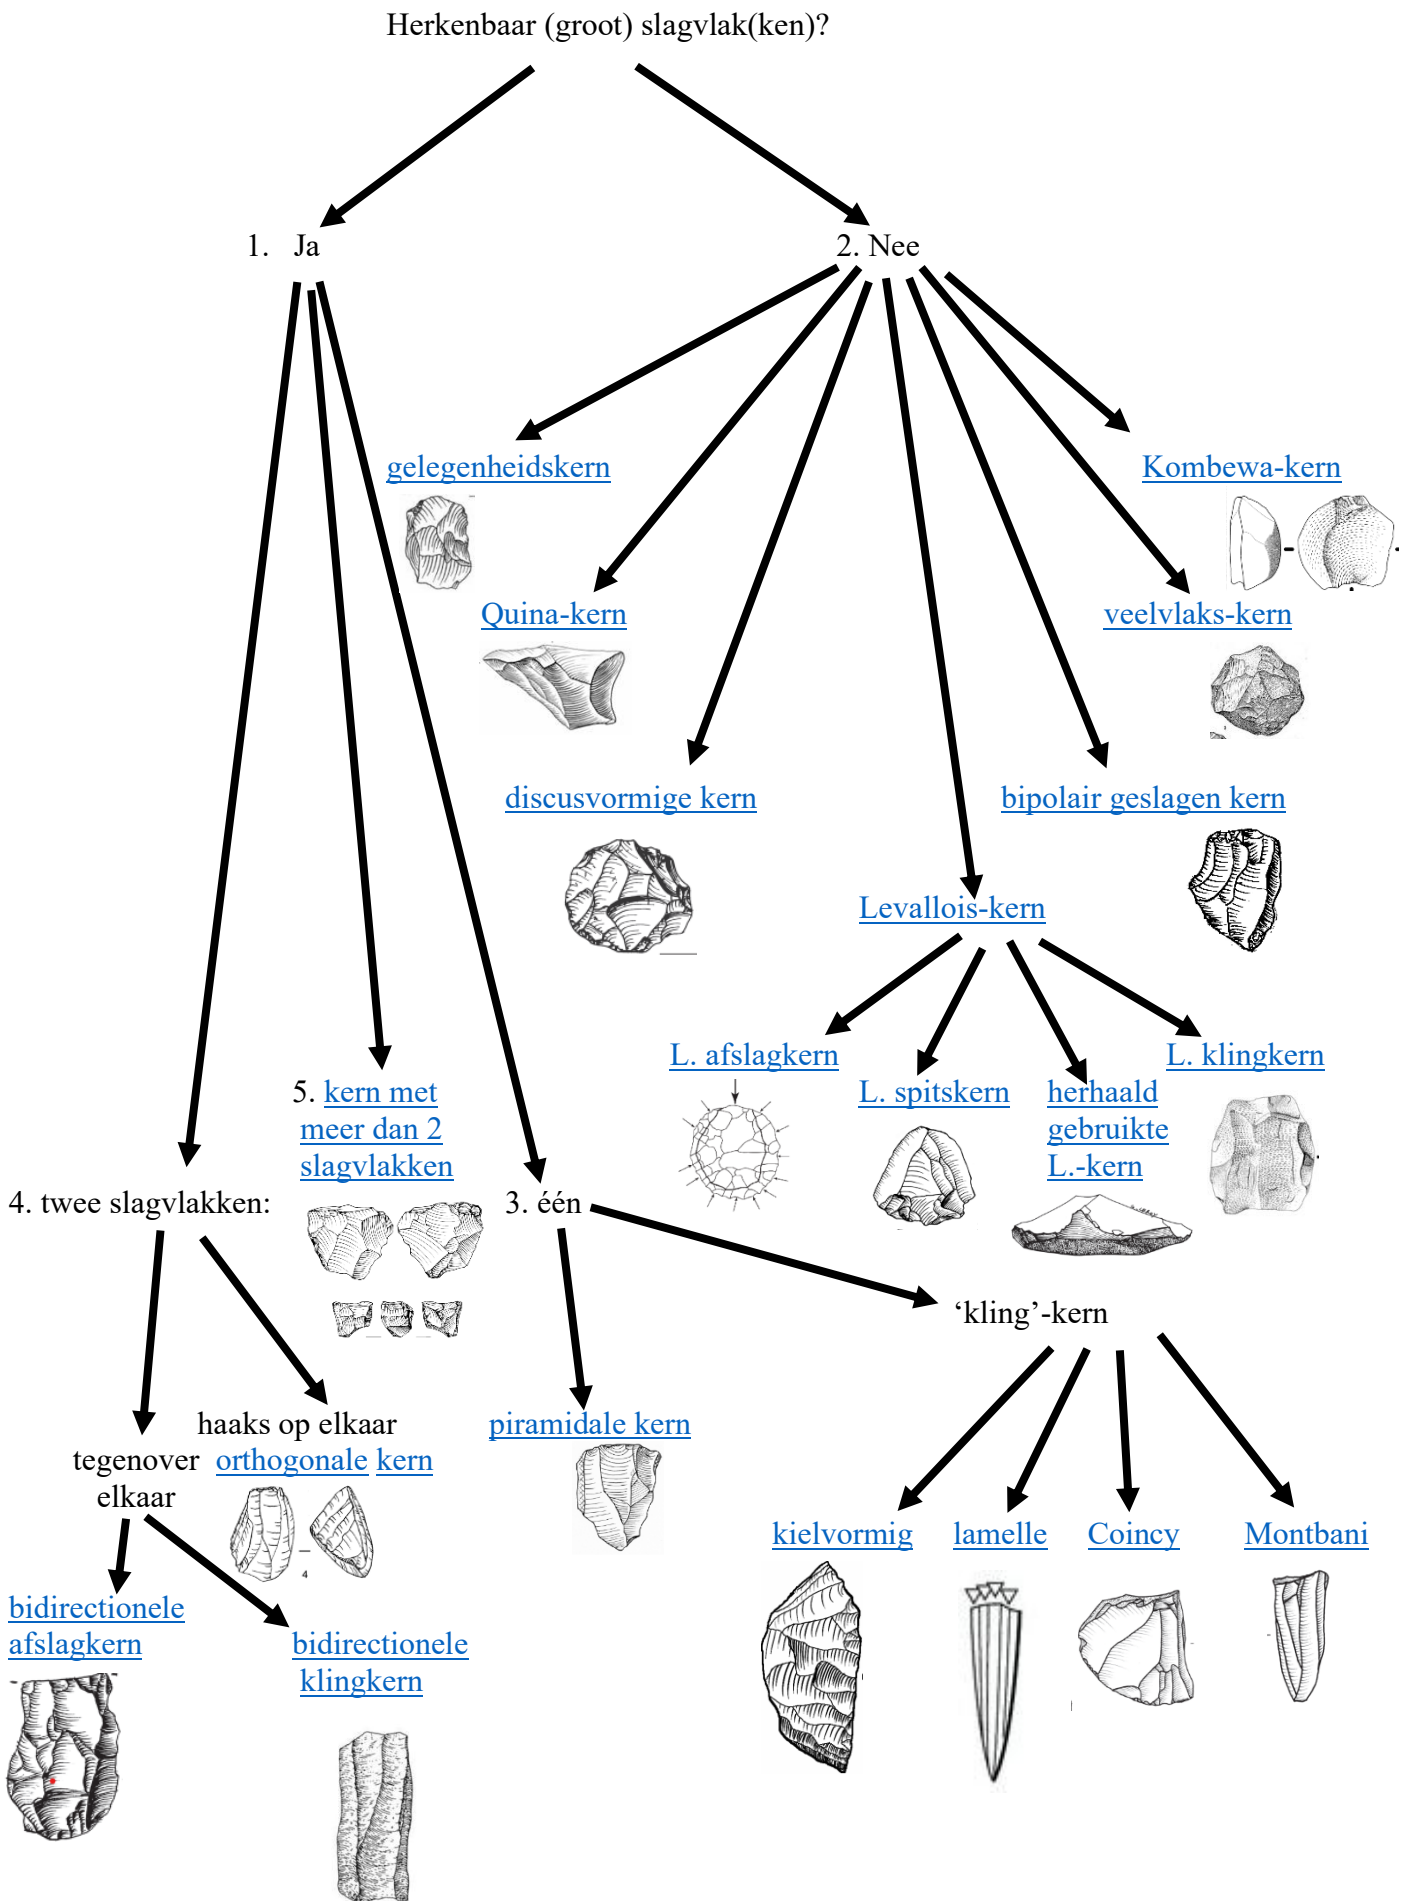 Herkenbaar (groot) slagvlak(ken)?
1. Ja
2. Nee
gelegenheidskern
Kombewa-kern
Quina-kern
veelvlaks-kern
discusvormige kern
bipolair geslagen kern
Levallois-kern
L. afslagkern
L. spitskern
herhaald
gebruikte
L.-kern
L. klingkern
5. kern met
meer dan 2
slagvlakken
4. twee slagvlakken:
3. één
‘kling’-kern
haaks op elkaar
orthogonale kern
tegenover
elkaar
piramidale kern
4
kielvormig
lamelle
Coincy
Montbani
bidirectionele
afslagkern
bidirectionele
klingkern